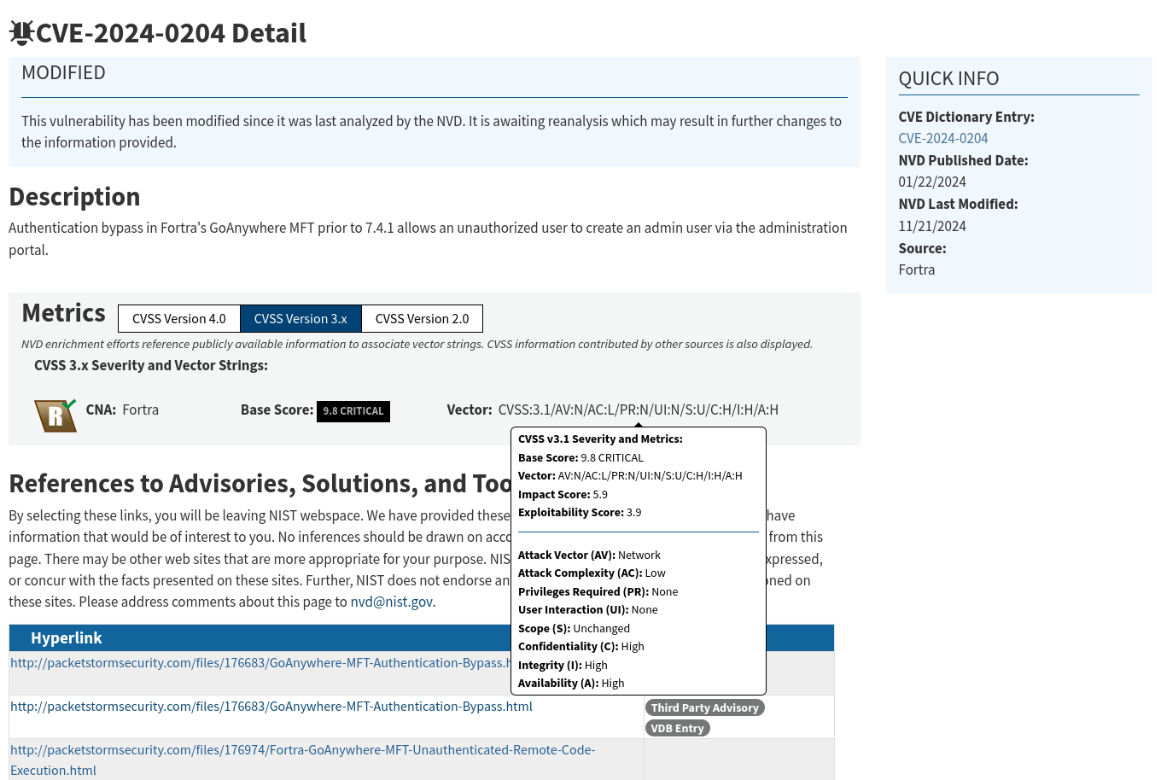 CVE-2024-0204 Detail
MODIFIED
This vulnerability has been modified since it was last analyzed by the NVD. It is awaiting reanalysis which may result in further changes to
the information provided.
Description
Authentication bypass in Fortra's GoAnywhere MFT prior to 7.4.1 allows an unauthorized user to create an admin user via the administration
portal.
Metrics CVSS Version 4.0 CVSS Version 3.x CVSS Version 2.0
NVD enrichment efforts reference publicly available information to associate vector strings. CVSS information contributed by other sources is also displayed.
CVSS 3.x Severity and Vector Strings:
R CNA: Fortra Base Score: 9.8 CRITICAL Vector: CVSS:3.1/AV:N/AC:L/PR:N/UI:N/S:U/C:H/I:H/A:H
CVSS v3.1 Severity and Metrics:
Base Score: 9.8 CRITICAL
Vector: AV:N/AC:L/PR:N/UI:N/S:U/C:H/I:H/A:H
Impact Score: 5.9
Exploitability Score: 3.9
Attack Vector (AV): Network
Attack Complexity (AC): Low
Privileges Required (PR): None
User Interaction (UI): None
Scope (S): Unchanged
Confidentiality (C): High
Integrity (I): High
Availability (A): High
References to Advisories, Solutions, and Too
By selecting these links, you will be leaving NIST webspace. We have provided these have
information that would be of interest to you. No inferences should be drawn on acco from this
page. There may be other web sites that are more appropriate for your purpose. NIS expressed,
or concur with the facts presented on these sites. Further, NIST does not endorse an oned on
these sites. Please address comments about this page to nvd@nist.gov.
Hyperlink
http://packetstormsecurity.com/files/176683/GoAnywhere-MFT-Authentication-Bypass.h
http://packetstormsecurity.com/files/176683/GoAnywhere-MFT-Authentication-Bypass.html Third Party Advisory
VDB Entry
http://packetstormsecurity.com/files/176974/Fortra-GoAnywhere-MFT-Unauthenticated-Remote-Code-
Execution.html
QUICK INFO
CVE Dictionary Entry:
CVE-2024-0204
NVD Published Date:
01/22/2024
NVD Last Modified:
11/21/2024
Source:
Fortra